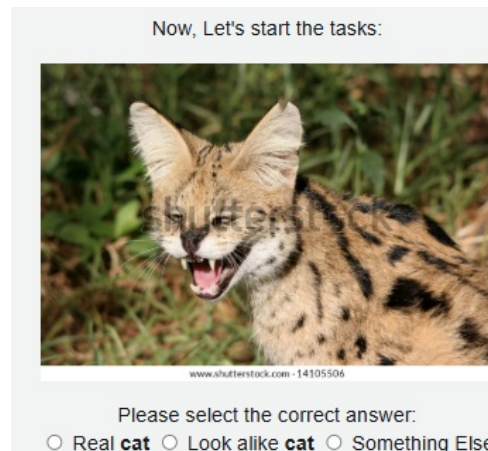 Now, Let's start the tasks:
shutterstock
www.shutterstock.com · 14105506
Please select the correct answer:
Real cat Look alike cat Something Else